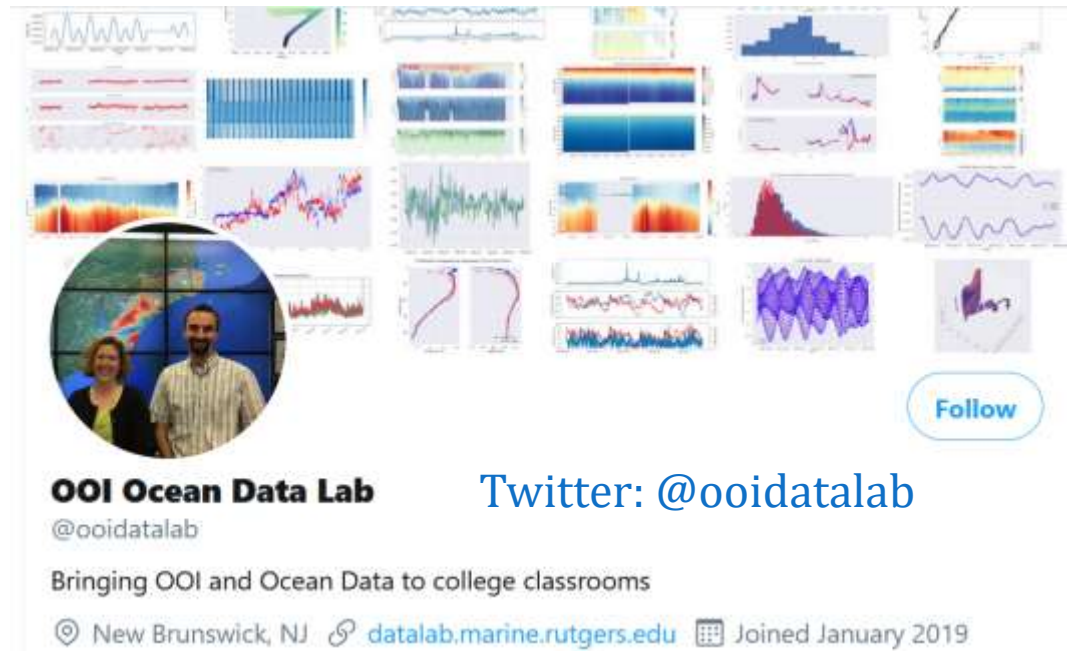 Follow
OOI Ocean Data Lab
Twitter: @ooidatalab
@ooidatalab
Bringing OOI and Ocean Data to college classrooms
New Brunswick, NJ datalab.marine.rutgers.edu Joined January 2019